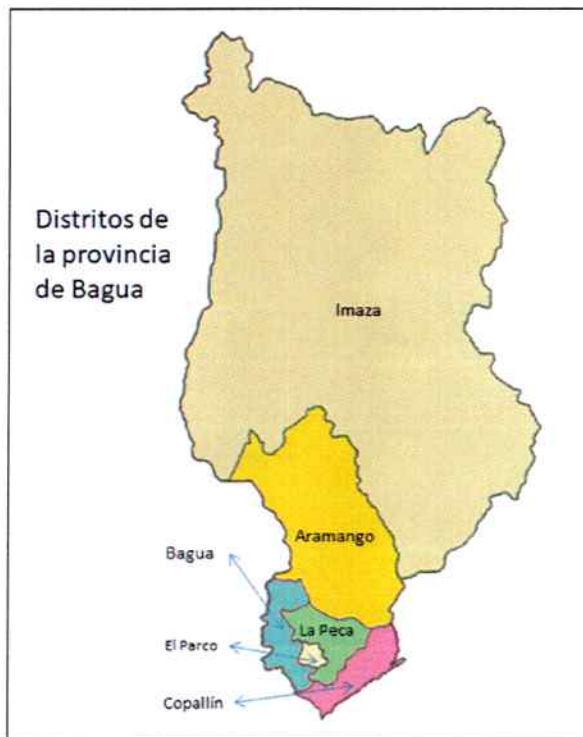 Distritos de
la provincia
de Bagua
Imaza
Aramango
Bagua
La Peca
El Parco
Copallín